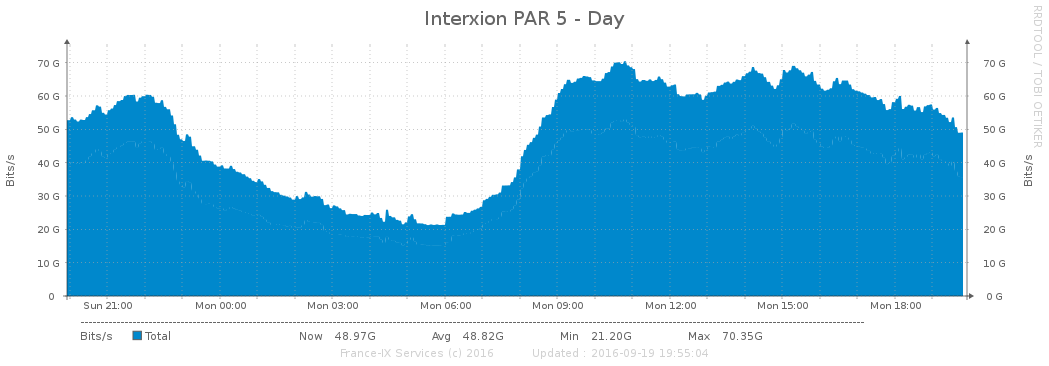 Interxion PAR 5 - Day
RRDTOOL / TOBI OETIKER
Bits/s
70 G
60 G
50 G
40 G
30 G
20 G
10 G
0
70 G
60 G
50 G
40 G
30 G
20 G
10 G
0 G
Bits/s
Sun 21:00 Mon 00:00 Mon 03:00 Mon 06:00 Mon 09:00 Mon 12:00 Mon 15:00 Mon 18:00
Bits/s Total Now 48.97G Avg 48.82G Min 21.20G Max 70.35G
France-IX Services (c) 2016 Updated : 2016-09-19 19:55:04